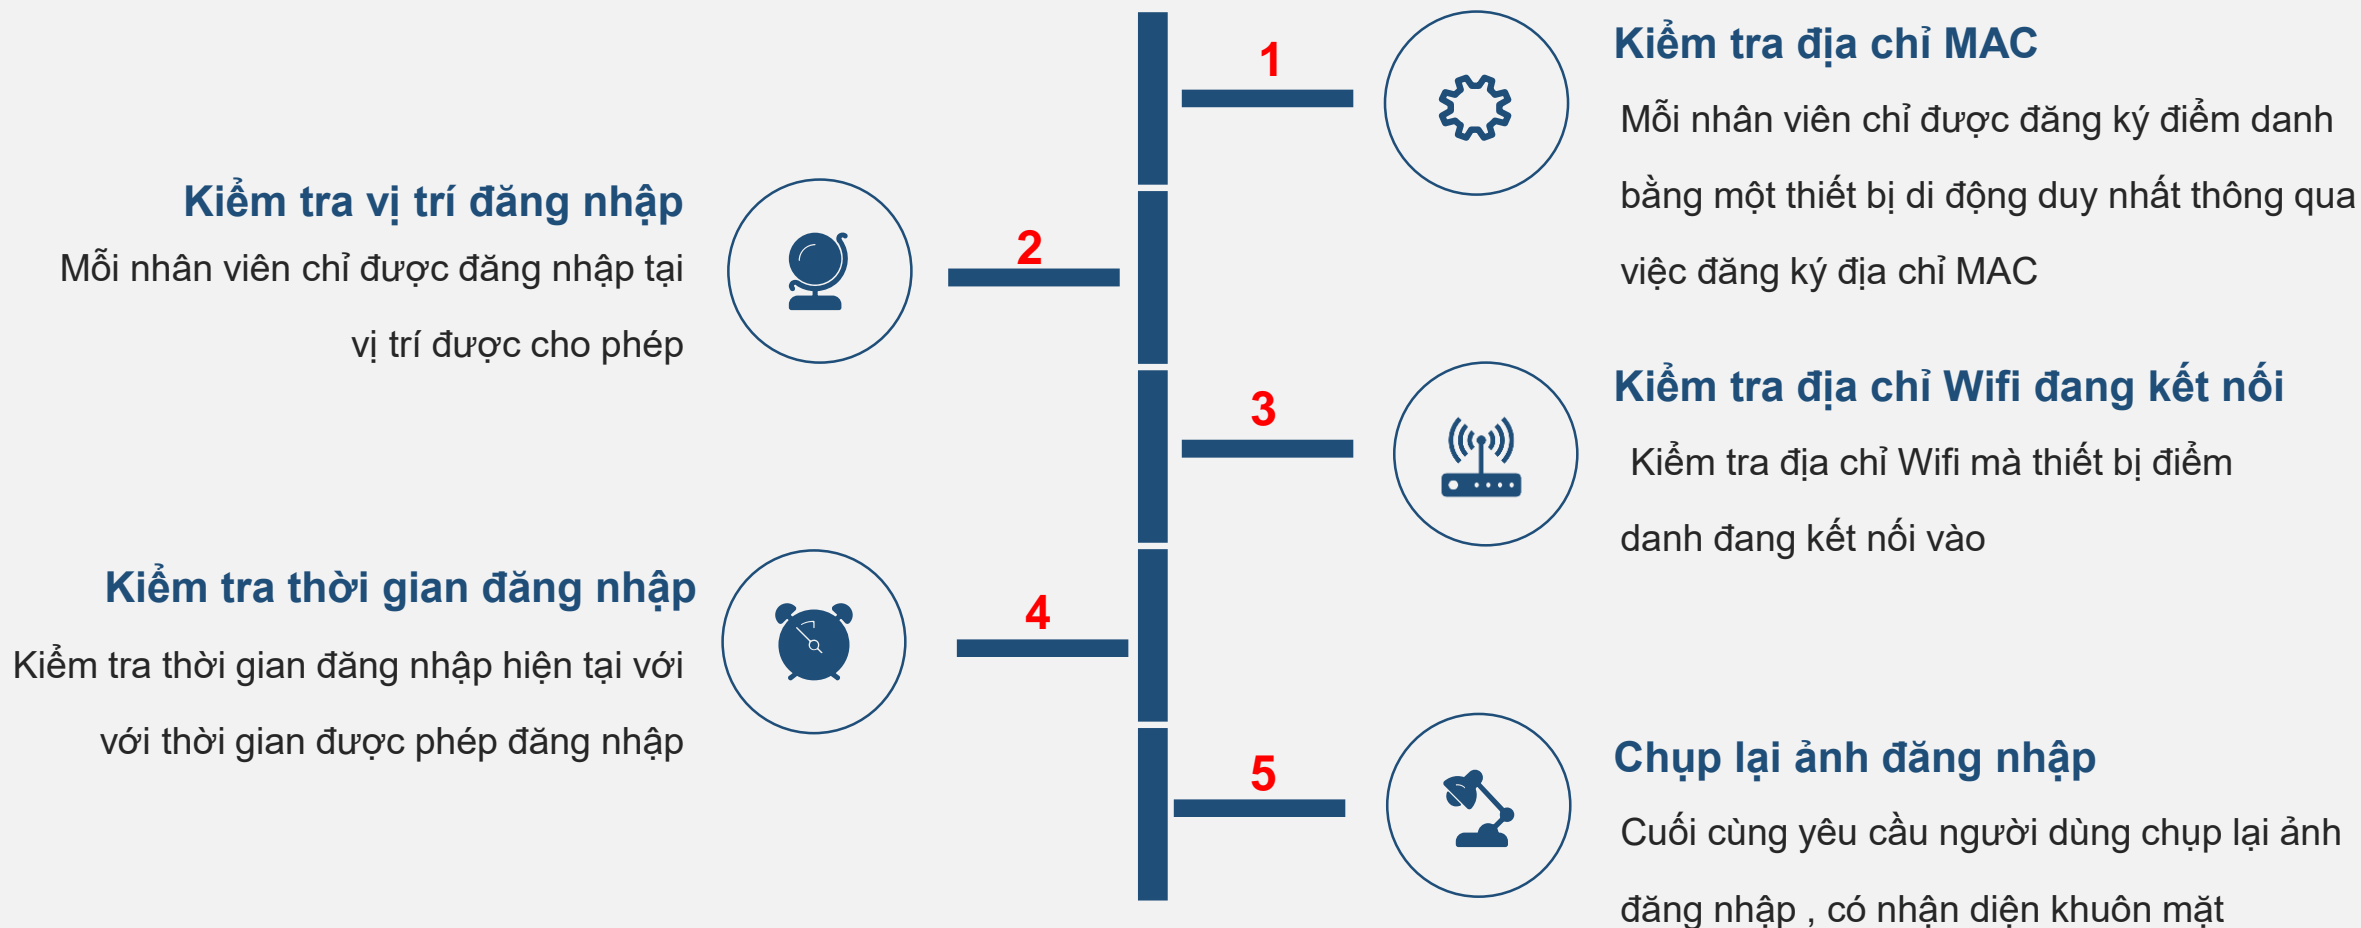 1
Kiểm tra địa chỉ MAC
Mỗi nhân viên chỉ được đăng ký điểm danh
bằng một thiết bị di động duy nhất thông qua
việc đăng ký địa chỉ MAC
2
Kiểm tra vị trí đăng nhập
Mỗi nhân viên chỉ được đăng nhập tại
vị trí được cho phép
3
Kiểm tra địa chỉ Wifi đang kết nối
Kiểm tra địa chỉ Wifi mà thiết bị điểm
danh đang kết nối vào
4
Kiểm tra thời gian đăng nhập
Kiểm tra thời gian đăng nhập hiện tại với
với thời gian được phép đăng nhập
5
Chụp lại ảnh đăng nhập
Cuối cùng yêu cầu người dùng chụp lại ảnh
đăng nhập , có nhận diện khuôn mặt